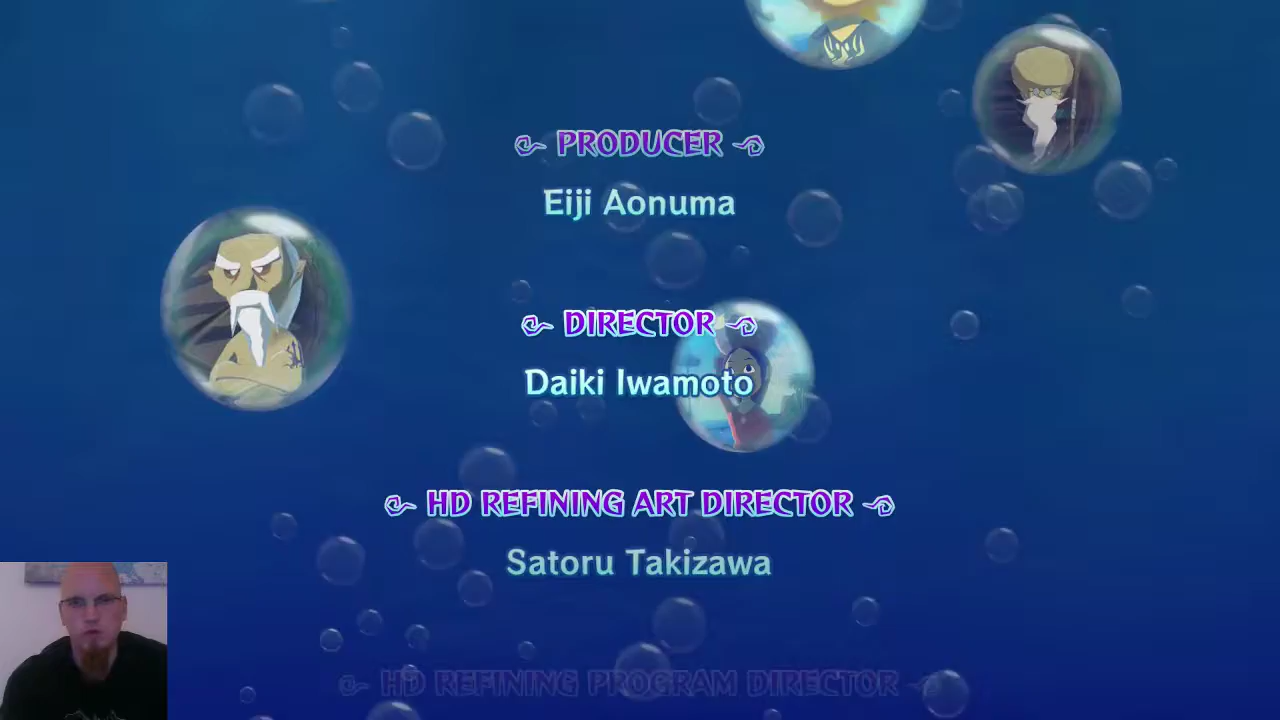 PRODUCER
Eiji Aonuma
DIRECTOR
Daiki Iwamoto
HD REFINING ART DIRECTOR
Satoru Takizawa
HD REFINING PROGRAM DIRECTOR